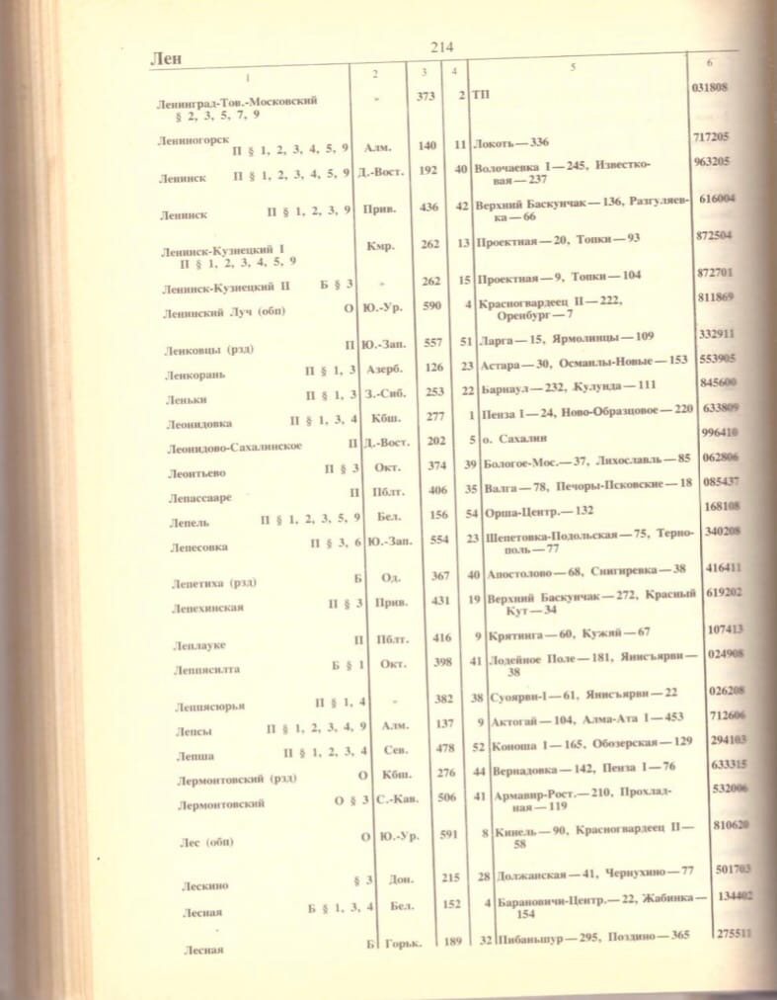 Лен
214
1 2 3 4 5 6
Ленинград-Тов.-Московский » 373 2 ТП 031808
§ 2, 3, 5, 7, 9
Лениногорск
П § 1, 2, 3, 4, 5, 9 Алм. 140 11 Локоть—336 717205
Ленинск П § 1, 2, 3, 4, 5, 9 Д.-Вост. 192 40 Волочаевка I—245, Известко- 963205
вая—237
Ленинск П § 1, 2, 3, 9 Прив. 436 42 Верхний Баскунчак—136, Разгуляев- 616004
ка—66
Ленинск-Кузнецкий I Кмр. 262 13 Проектная—20, Топки—93 872504
П § 1, 2, 3, 4, 5, 9
Ленинск-Кузнецкий II Б § 3 » 262 15 Проектная—9, Топки—104 872701
Ленинский Луч (обп) О Ю.-Ур. 590 4 Красногвардеец II—222, 811869
Оренбург—7
Ленковцы (рзд) П Ю.-Зап. 557 51 Ларга—15, Ярмолинцы—109 332911
Ленкорань П § 1, 3 Азерб. 126 23 Астара—30, Османлы-Новые—153 553905
Леньки П § 1, 3 З.-Сиб. 253 22 Барнаул—232, Кулунда—111 845600
Леонидовка П § 1, 3, 4 Кбш. 277 1 Пенза I—24, Ново-Образцовое—220 633809
Леонидово-Сахалинское П Д.-Вост. 202 5 о. Сахалин 996410
Леонтьево П § 3 Окт. 374 39 Бологое-Мос.—37, Лихославль—85 062806
Лепассааре П Пблт. 406 35 Валга—78, Печоры-Псковские—18 085437
Лепель П § 1, 2, 3, 5, 9 Бел. 156 54 Орша-Центр.—132 168108
Лепесовка П § 3, 6 Ю.-Зап. 554 23 Шепетовка-Подольская—75, Терно- 340208
поль—77
Лепетиха (рзд) Б Од. 367 40 Апостолово—68, Снигиревка—38 416411
Лепехинская П § 3 Прив. 431 19 Верхний Баскунчак—272, Красный 619202
Кут—34
Леплауке П Пблт. 416 9 Крятинга—60, Кужяй—67 107413
Леппясилта Б § 1 Окт. 398 41 Лодейное Поле—181, Янисъярви— 024908
38
Леппясюрья П § 1, 4 » 382 38 Суоярви-I—61, Янисъярви—22 026208
Лепсы П § 1, 2, 3, 4, 9 Алм. 137 9 Актогай—104, Алма-Ата I—453 712606
Лепша П § 1, 2, 3, 4 Сев. 478 52 Коноша I—165, Обозерская—129 294103
Лермонтовский (рзд) О Кбш. 276 44 Вернадовка—142, Пенза I—76 633315
Лермонтовский О § 3 С.-Кав. 506 41 Армавир-Рост.—210, Прохлад- 532006
ная—119
Лес (обп) О Ю.-Ур. 591 8 Кинель—90, Красногвардеец II— 810620
58
Лескино § 3 Дон. 215 28 Должанская—41, Чернухино—77 501703
Лесная Б § 1, 3, 4 Бел. 152 4 Барановичи-Центр.—22, Жабинка— 134402
154
Лесная Б Горьк. 189 32 Пибаньшур—295, Поздино—365 275511